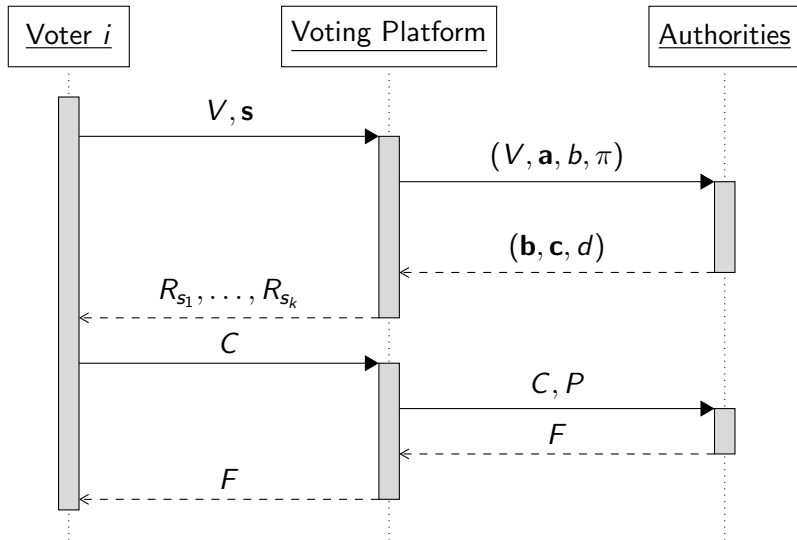 Voter i
Voting Platform
Authorities
V, s
(V, a, b, π)
(b, c, d)
R_{s_1}, . . . , R_{s_k}
C
C, P
F
F